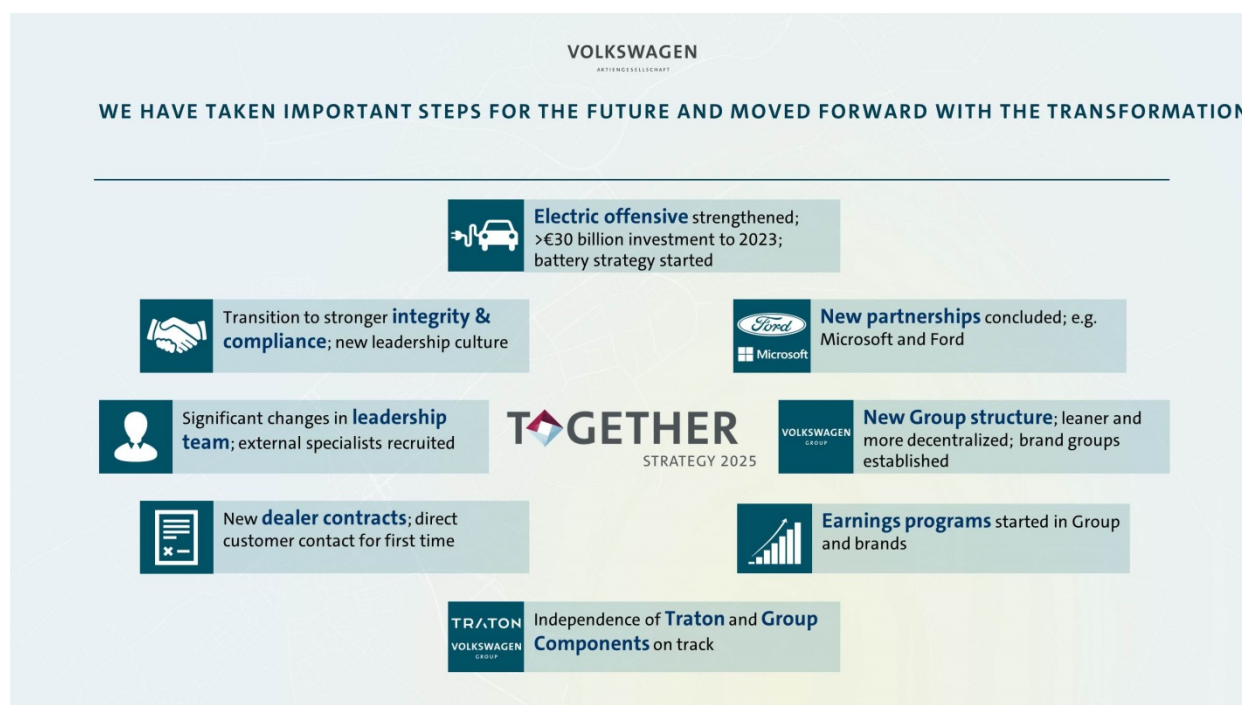 VOLKSWAGEN
AKTIENGESELLSCHAFT
WE HAVE TAKEN IMPORTANT STEPS FOR THE FUTURE AND MOVED FORWARD WITH THE TRANSFORMATION
Electric offensive strengthened;
>€30 billion investment to 2023;
battery strategy started
Transition to stronger integrity &
compliance; new leadership culture
Ford
Microsoft
New partnerships concluded; e.g.
Microsoft and Ford
Significant changes in leadership
team; external specialists recruited
TOGETHER
STRATEGY 2025
VOLKSWAGEN
GROUP
New Group structure; leaner and
more decentralized; brand groups
established
New dealer contracts; direct
customer contact for first time
Earnings programs started in Group
and brands
TRATON
VOLKSWAGEN
GROUP
Independence of Traton and Group
Components on track